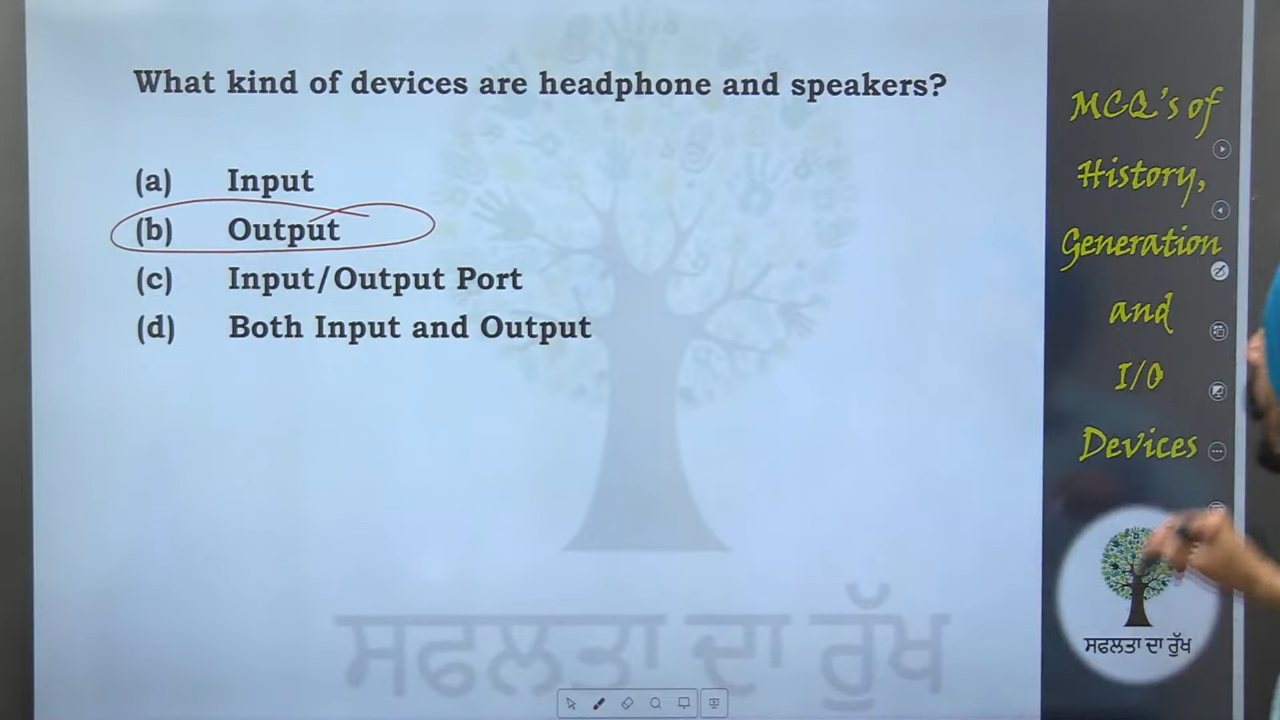 What kind of devices are headphone and speakers?
(a) Input
(b) Output
(c) Input/Output Port
(d) Both Input and Output
ਸਫਲਤਾ ਦਾ ਰੁੱਖ
MCQ's of
History,
Generation
and
I/O
Devices
ਸਫਲਤਾ ਦਾ ਰੁੱਖ